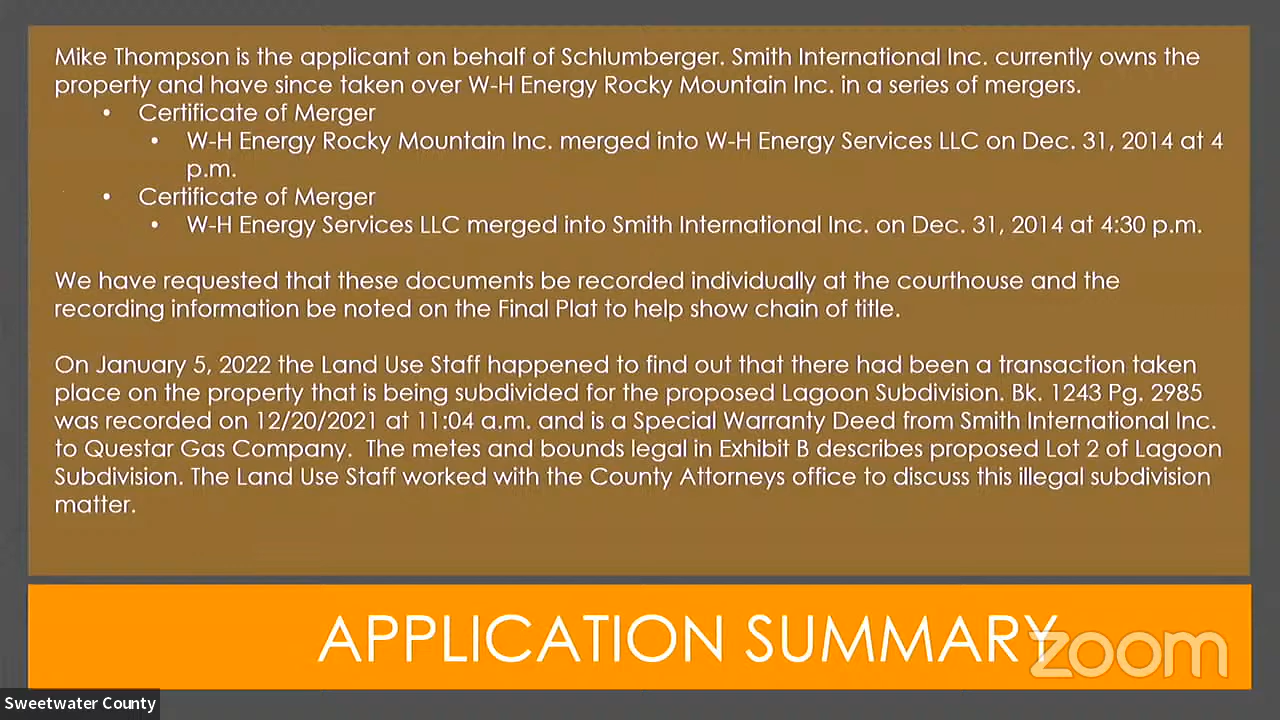 Mike Thompson is the applicant on behalf of Schlumberger. Smith International Inc. currently owns the
property and have since taken over W-H Energy Rocky Mountain Inc. in a series of mergers.
• Certificate of Merger
• W-H Energy Rocky Mountain Inc. merged into W-H Energy Services LLC on Dec. 31, 2014 at 4
p.m.
• Certificate of Merger
• W-H Energy Services LLC merged into Smith International Inc. on Dec. 31, 2014 at 4:30 p.m.
We have requested that these documents be recorded individually at the courthouse and the
recording information be noted on the Final Plat to help show chain of title.
On January 5, 2022 the Land Use Staff happened to find out that there had been a transaction taken
place on the property that is being subdivided for the proposed Lagoon Subdivision. Bk. 1243 Pg. 2985
was recorded on 12/20/2021 at 11:04 a.m. and is a Special Warranty Deed from Smith International Inc.
to Questar Gas Company. The metes and bounds legal in Exhibit B describes proposed Lot 2 of Lagoon
Subdivision. The Land Use Staff worked with the County Attorneys office to discuss this illegal subdivision
matter.
APPLICATION SUMMARY
zoom
Sweetwater County